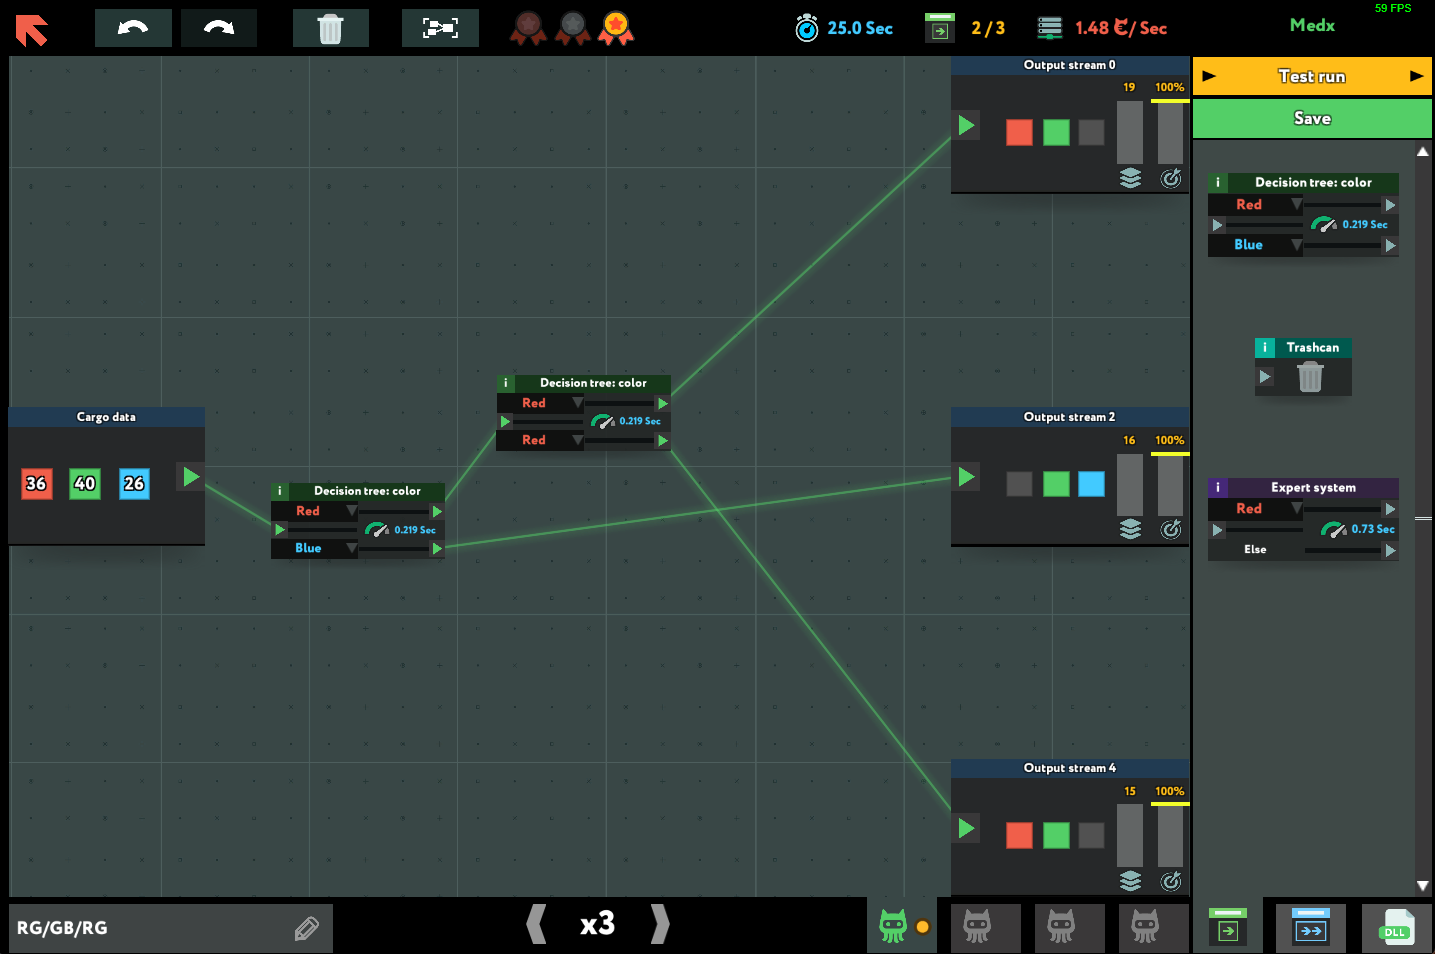 59 FPS
25.0 Sec
2 / 3
1.48 / Sec
Medx
Test run
Save
Output stream 0
19
100%
i
Decision tree: color
Red
0.219 Sec
Blue
i
Trashcan
i
Expert system
Red
0.73 Sec
Else
i
Decision tree: color
Red
0.219 Sec
Red
Cargo data
36
40
26
i
Decision tree: color
Red
0.219 Sec
Blue
Output stream 2
16
100%
Output stream 4
15
100%
RG/GB/RG
x3
DLL